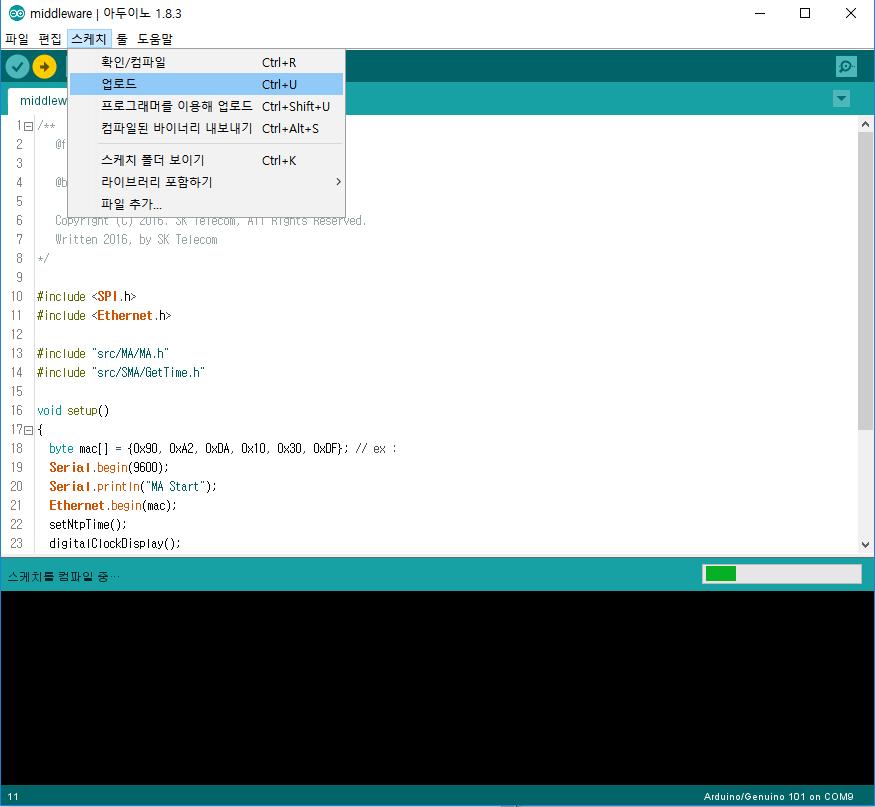 middleware | 아두이노 1.8.3
파일 편집 스케치 툴 도움말
확인/컴파일 Ctrl+R
업로드 Ctrl+U
프로그래머를 이용해 업로드 Ctrl+Shift+U
컴파일된 바이너리 내보내기 Ctrl+Alt+S
스케치 폴더 보이기 Ctrl+K
라이브러리 포함하기
파일 추가...
middlew
1 /**
2 @f
3
4 @b
5
6 Copyright (C) 2016. SK Telecom, All Rights Reserved.
7 Written 2016, by SK Telecom
8 */
9
10 #include <SPI.h>
11 #include <Ethernet.h>
12
13 #include "src/MA/MA.h"
14 #include "src/SMA/GetTime.h"
15
16 void setup()
17 {
18 byte mac[] = {0x90, 0xA2, 0xDA, 0x10, 0x30, 0xDF}; // ex :
19 Serial.begin(9600);
20 Serial.println("MA Start");
21 Ethernet.begin(mac);
22 setNtpTime();
23 digitalClockDisplay();
스케치를 컴파일 중…
11 Arduino/Genuino 101 on COM9